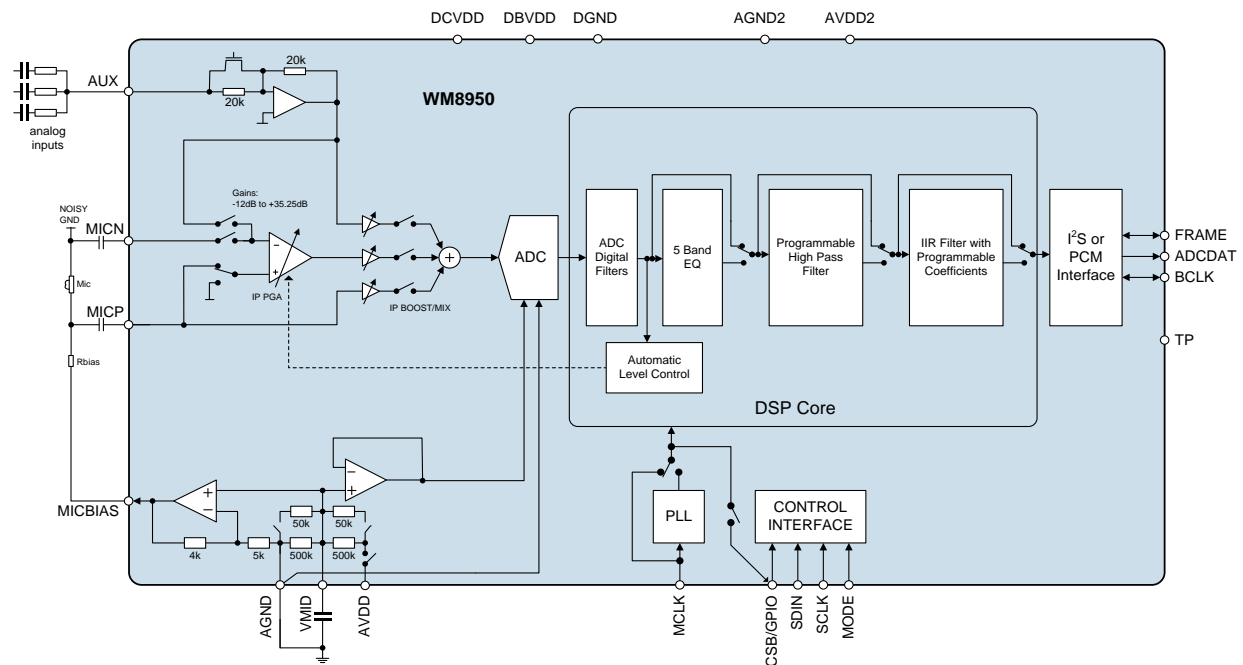 DCVDD
DBVDD
DGND
AGND2
AVDD2
AUX
20k
20k
WM8950
analog
inputs
Gains:
-12dB to +35.25dB
NOISY
GND
MICN
Mic
MICP
Rbias
IP PGA
IP BOOST/MIX
ADC
ADC
Digital
Filters
5 Band
EQ
Programmable
High Pass
Filter
IIR Filter with
Programmable
Coefficients
I²S or
PCM
Interface
FRAME
ADCDAT
BCLK
TP
Automatic
Level Control
DSP Core
MICBIAS
50k
50k
4k
5k
500k
500k
PLL
CONTROL
INTERFACE
AGND
VMID
AVDD
MCLK
CSB/GPIO
SDIN
SCLK
MODE